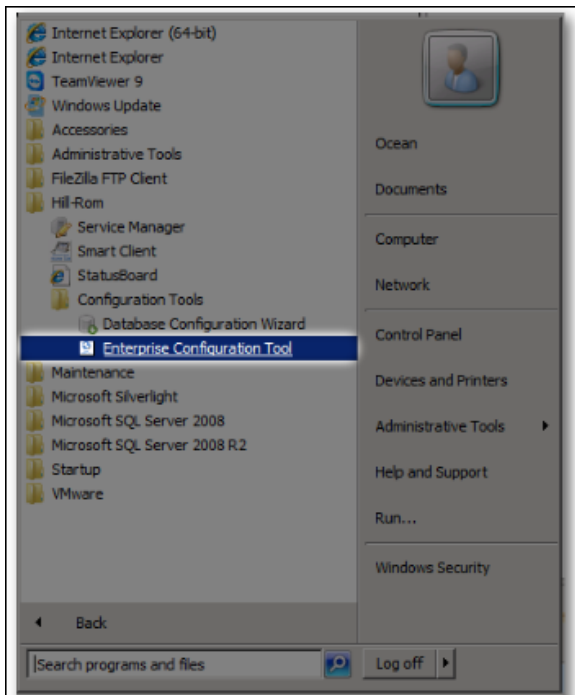 Internet Explorer (64-bit)
Internet Explorer
TeamViewer 9
Windows Update
Accessories
Administrative Tools
FileZilla FTP Client
Hill-Rom
Service Manager
Smart Client
StatusBoard
Configuration Tools
Database Configuration Wizard
Enterprise Configuration Tool
Maintenance
Microsoft Silverlight
Microsoft SQL Server 2008
Microsoft SQL Server 2008 R2
Startup
VMware
Back
Search programs and files
Ocean
Documents
Computer
Network
Control Panel
Devices and Printers
Administrative Tools
Help and Support
Run...
Windows Security
Log off